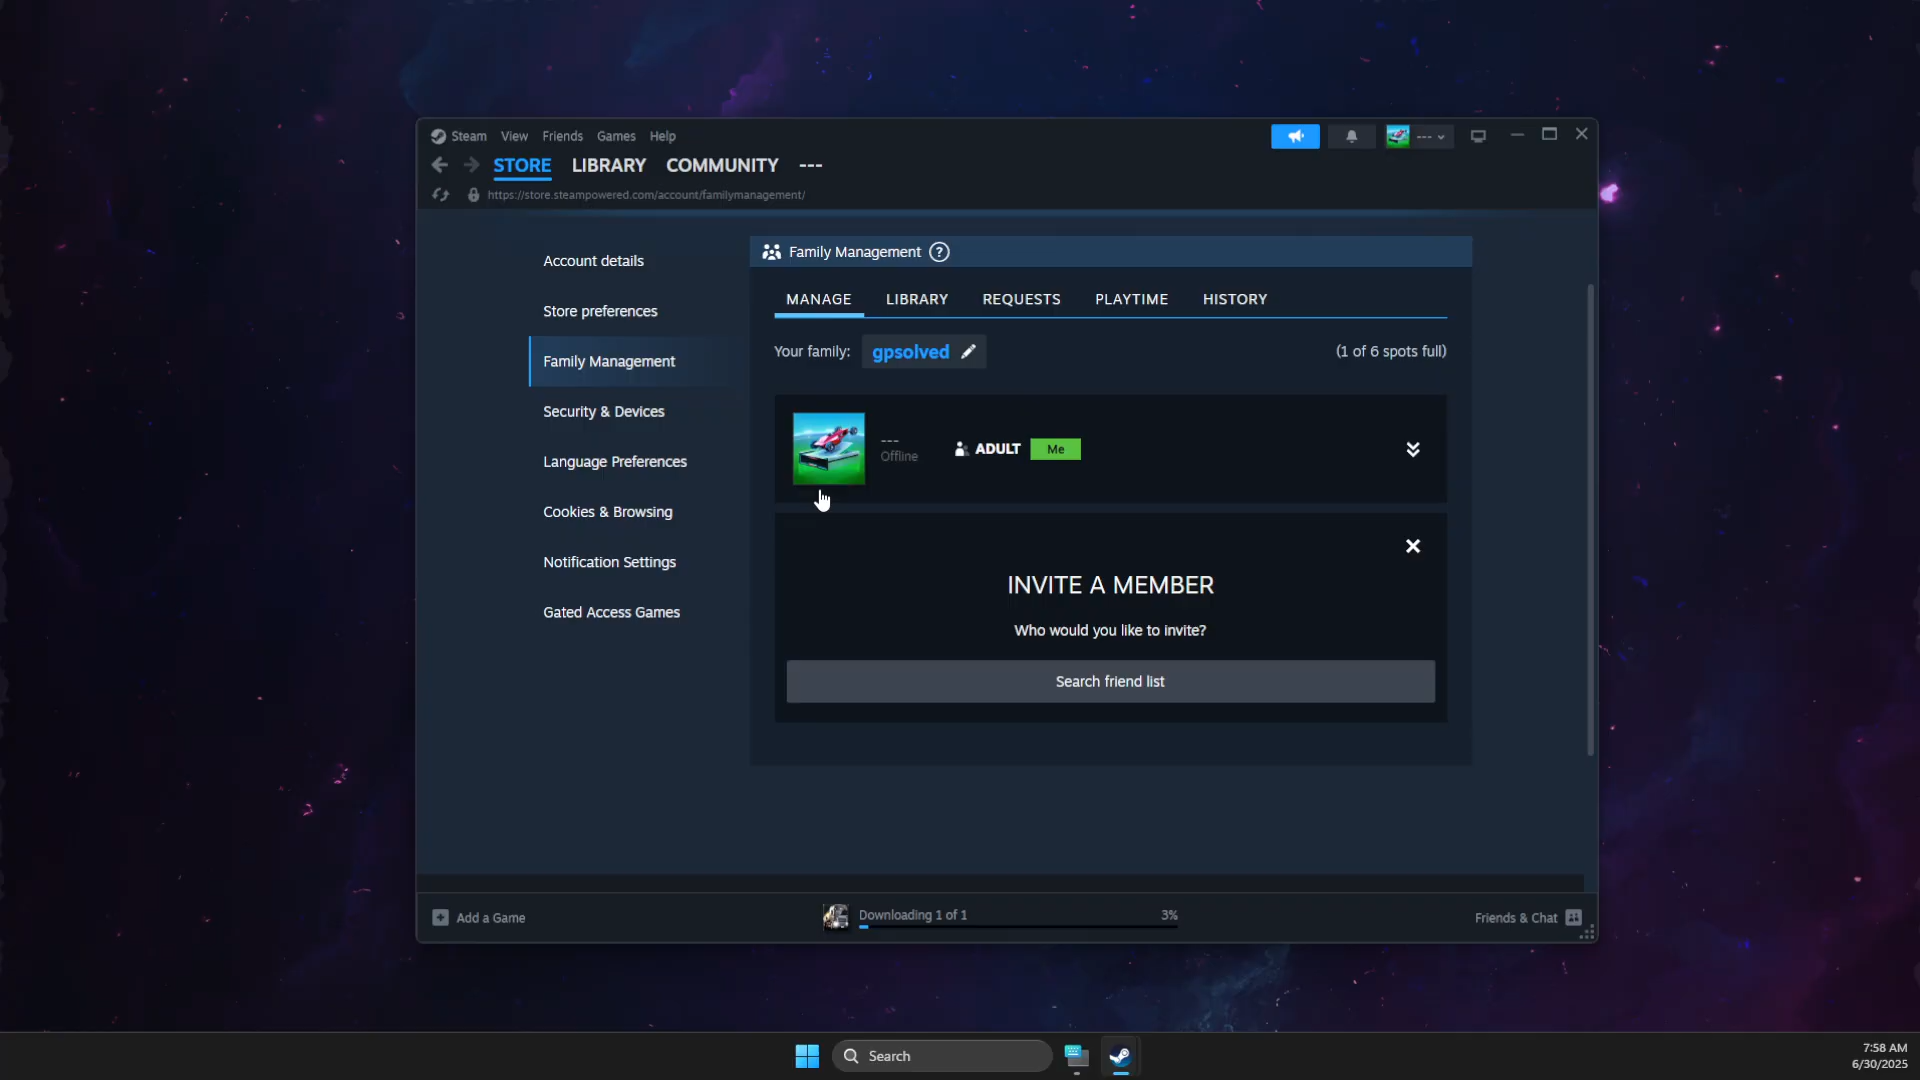 Steam View Friends Games Help
---
STORE LIBRARY COMMUNITY ---
https://store.steampowered.com/account/familymanagement/
Account details
Store preferences
Family Management
Security & Devices
Language Preferences
Cookies & Browsing
Notification Settings
Gated Access Games
Family Management ?
MANAGE LIBRARY REQUESTS PLAYTIME HISTORY
Your family: gpsolved (1 of 6 spots full)
---
Offline
ADULT Me
INVITE A MEMBER
Who would you like to invite?
Search friend list
Add a Game
Downloading 1 of 1 3%
Friends & Chat
Search
7:58 AM
6/30/2025